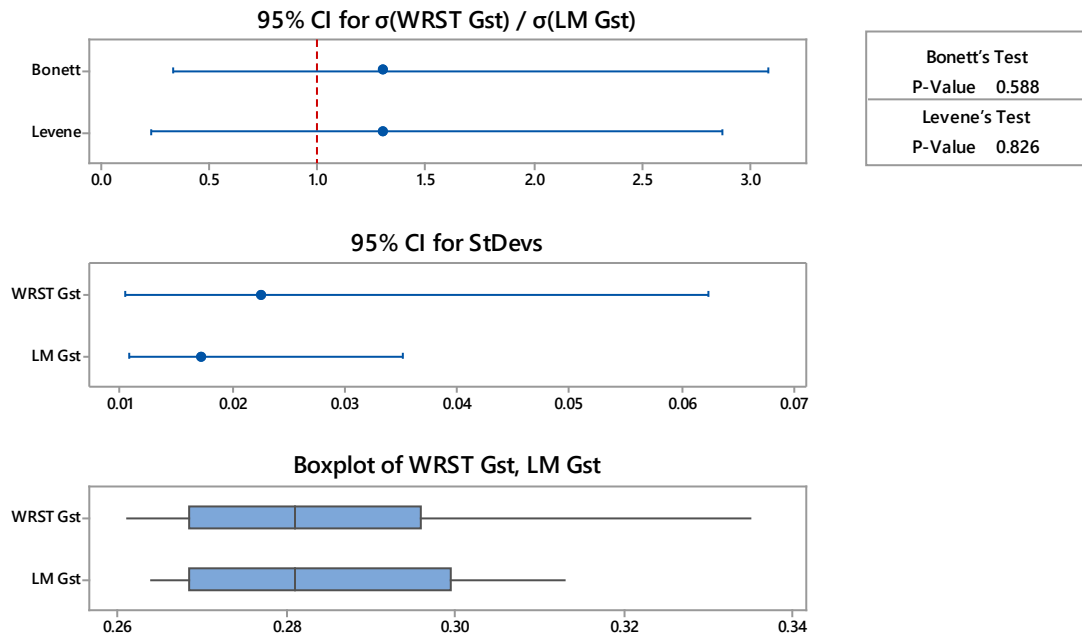 95% CI for σ(WRST Gst) / σ(LM Gst)
Bonett
Levene
0.0 0.5 1.0 1.5 2.0 2.5 3.0
Bonett's Test
P-Value 0.588
Levene's Test
P-Value 0.826
95% CI for StDevs
WRST Gst
LM Gst
0.01 0.02 0.03 0.04 0.05 0.06 0.07
Boxplot of WRST Gst, LM Gst
WRST Gst
LM Gst
0.26 0.28 0.30 0.32 0.34